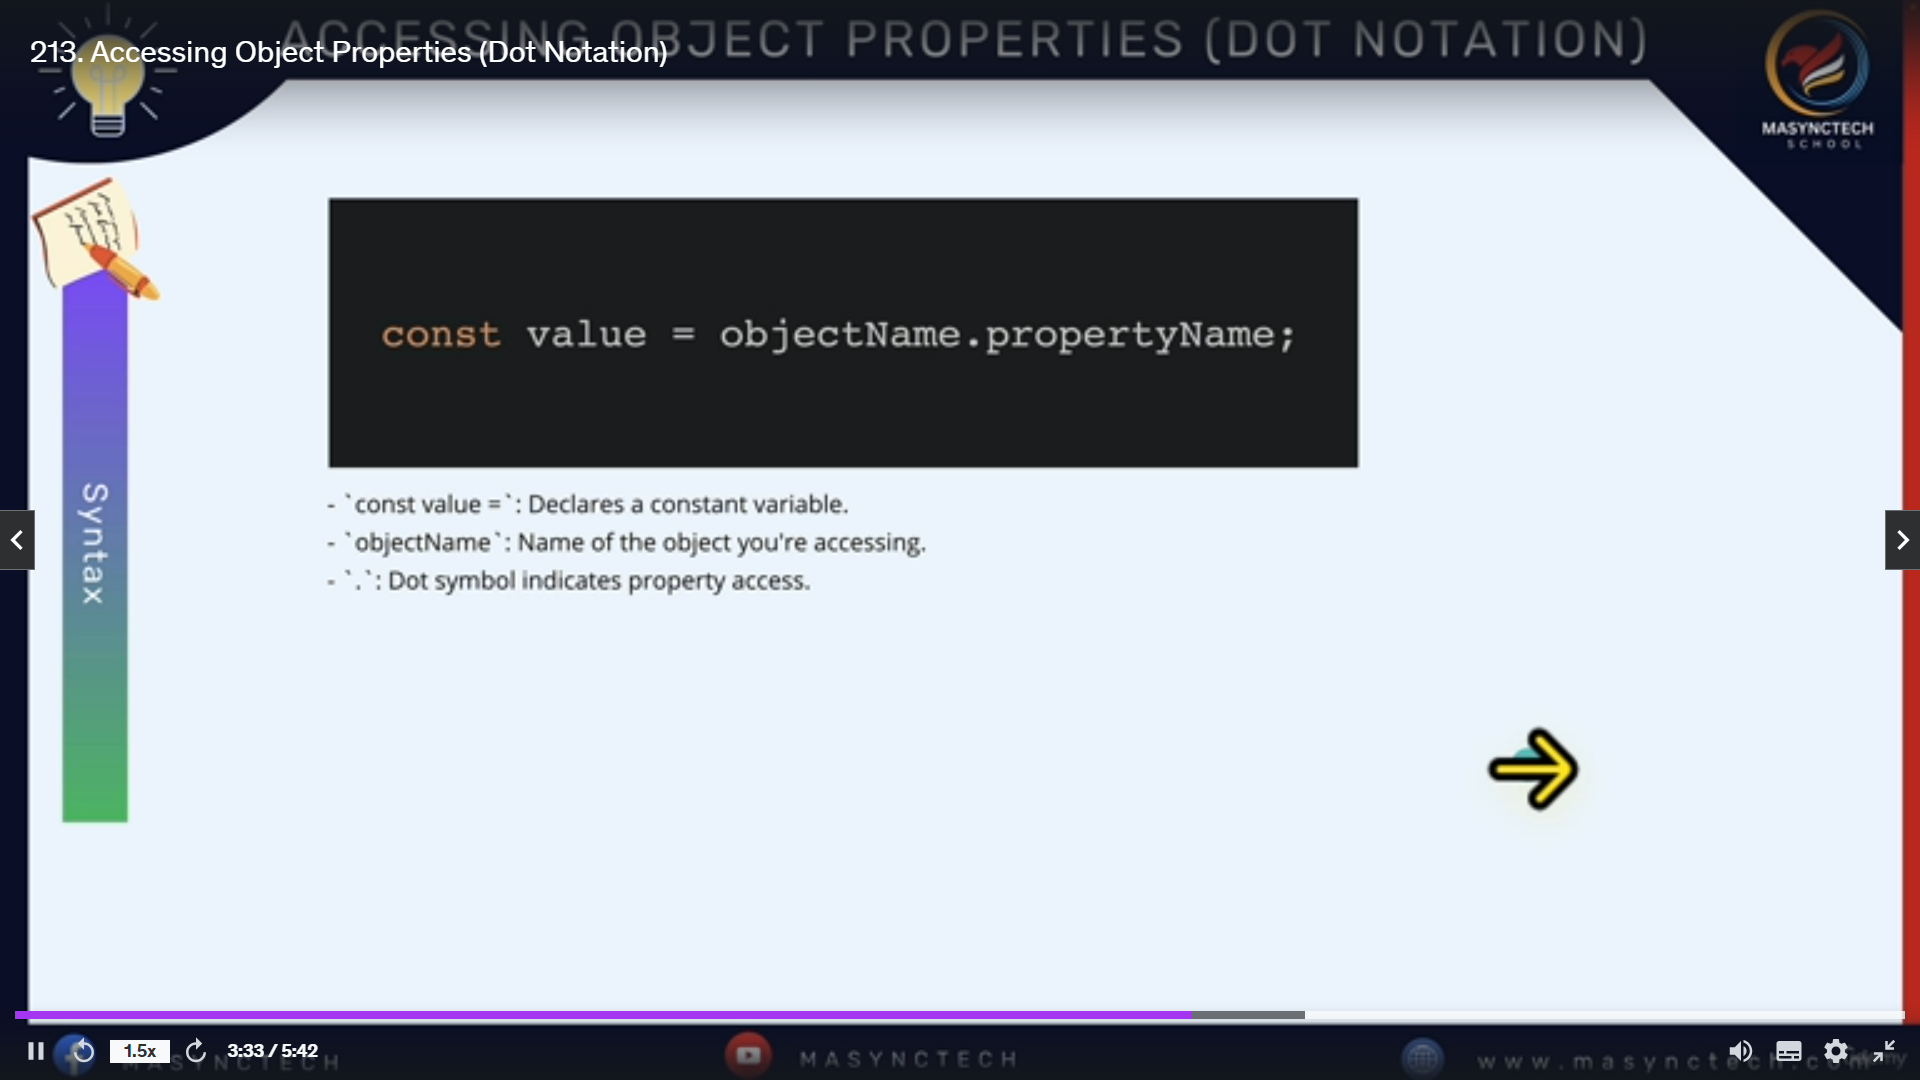 ACCESSING OBJECT PROPERTIES (DOT NOTATION)
213. Accessing Object Properties (Dot Notation)
MASYNCTECH
SCHOOL
const value = objectName.propertyName;
- `const value =`: Declares a constant variable.
- `objectName`: Name of the object you're accessing.
- `.`: Dot symbol indicates property access.
Syntax
1.5x
3:33 / 5:42
MASYNCTECH
MASYNCTECH
www.masynctech.com